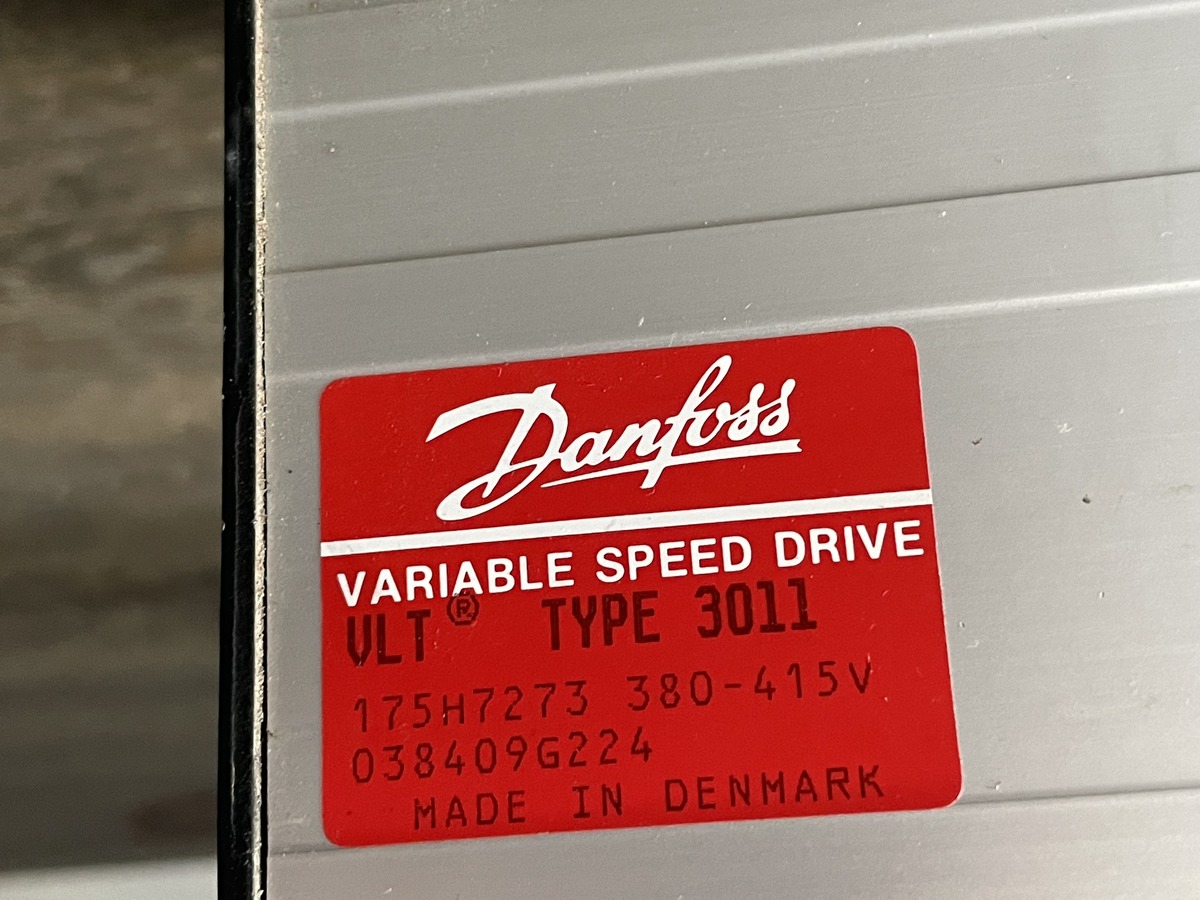 Danfoss
VARIABLE SPEED DRIVE
VLT® TYPE 3011
175H7273 380-415V
038409G224
MADE IN DENMARK